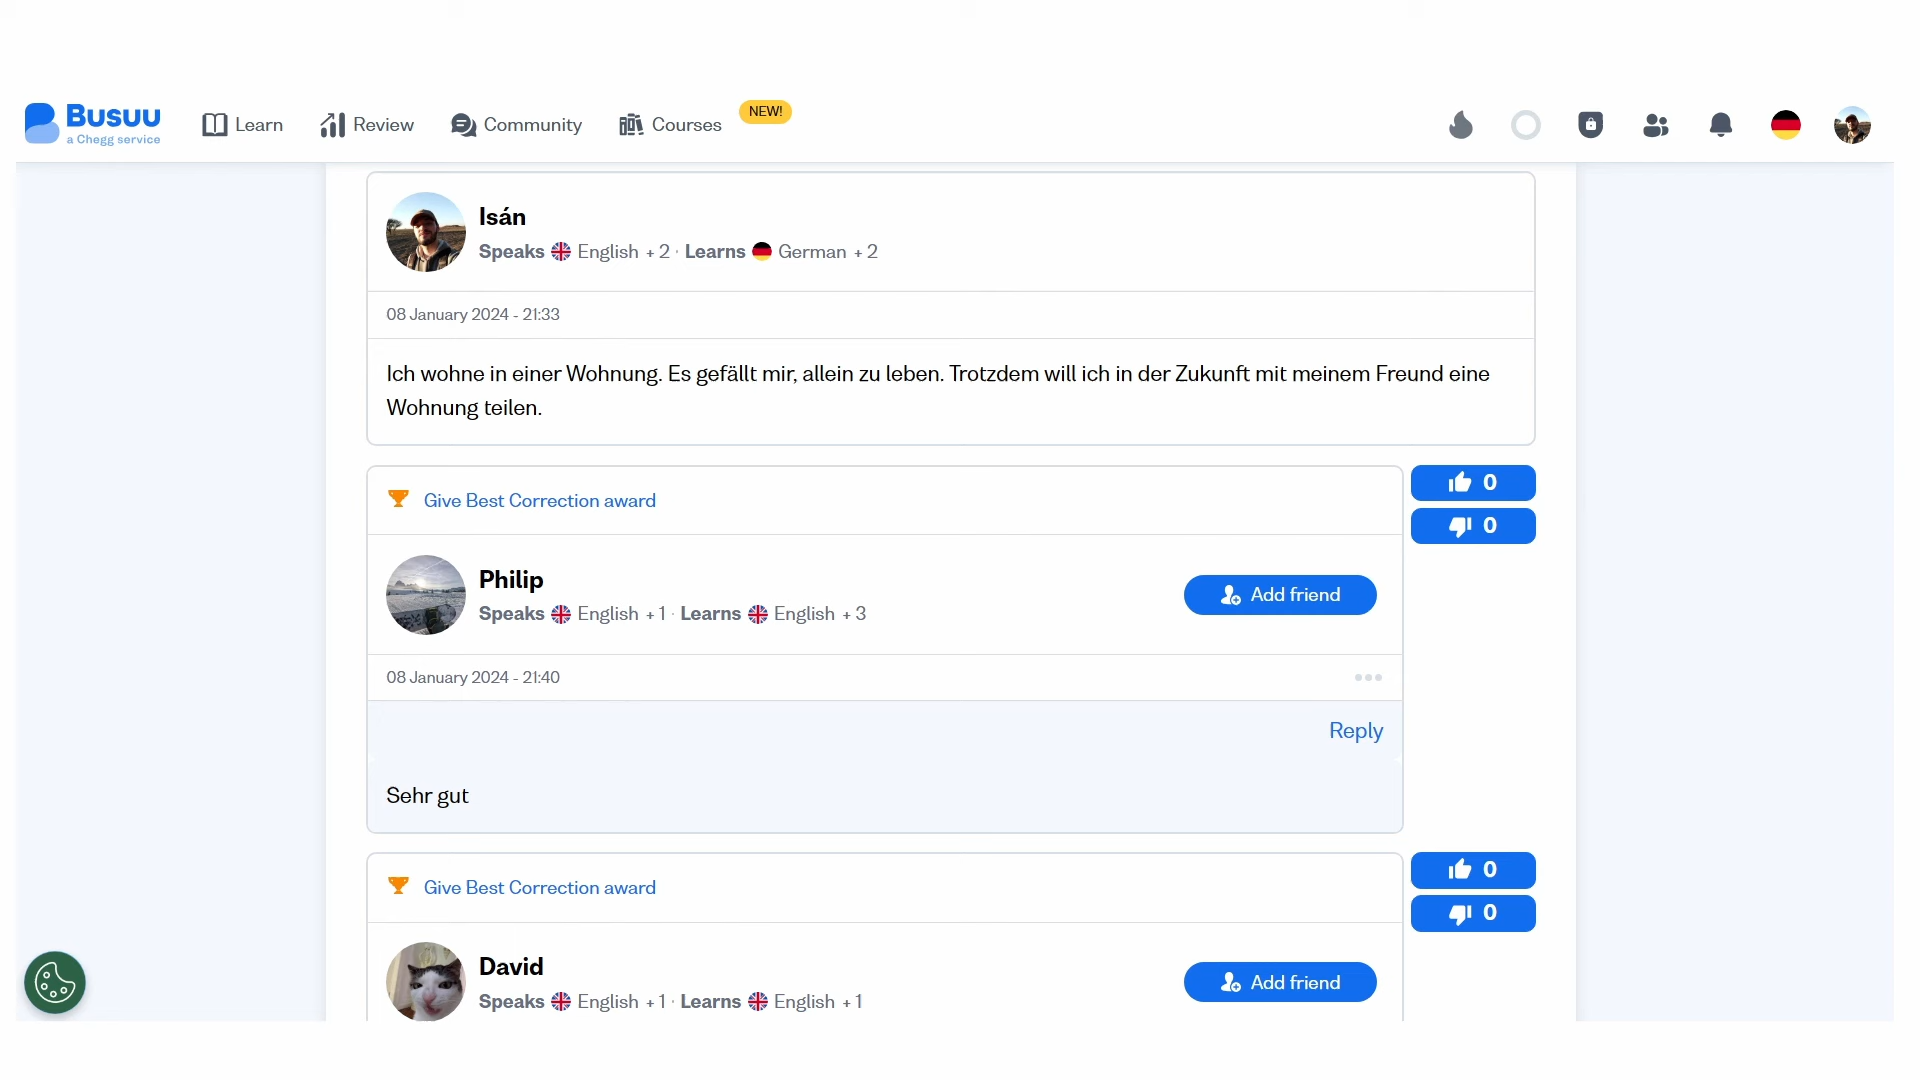 Busuu
a Chegg service
Learn
Review
Community
Courses
NEW!
Isán
Speaks English + 2 · Learns German + 2
08 January 2024 - 21:33
Ich wohne in einer Wohnung. Es gefällt mir, allein zu leben. Trotzdem will ich in der Zukunft mit meinem Freund eine
Wohnung teilen.
Give Best Correction award
0
0
Philip
Speaks English + 1 · Learns English + 3
Add friend
08 January 2024 - 21:40
Reply
Sehr gut
Give Best Correction award
0
0
David
Speaks English + 1 · Learns English + 1
Add friend